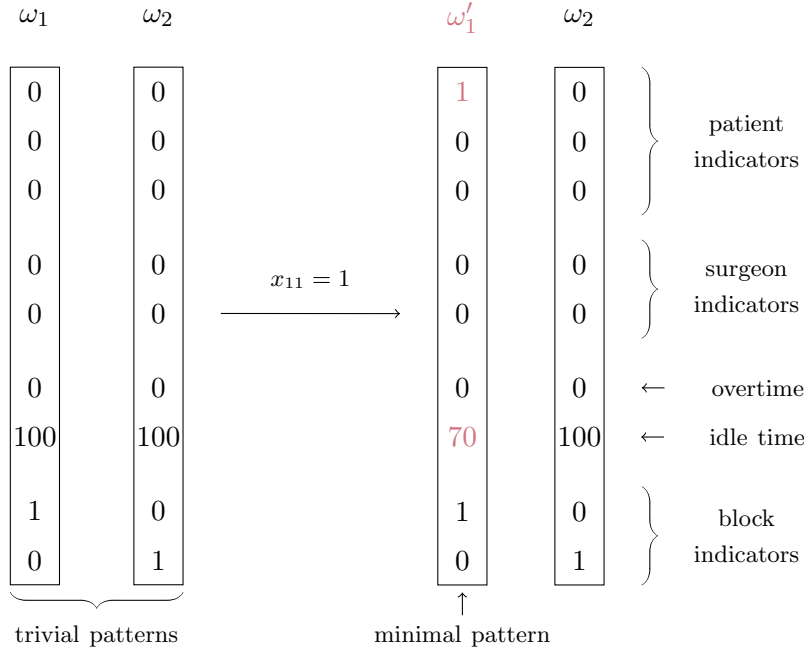 ω₁ ω₂ ω′₁ ω₂
0 0 1 0 patient
0 0 0 0 indicators
0 0 0 0
0 0 0 0 surgeon
x₁₁ = 1
0 0 0 0 indicators
0 0 0 0 ← overtime
100 100 70 100 ← idle time
1 0 1 0 block
0 1 0 1 indicators
trivial patterns minimal pattern